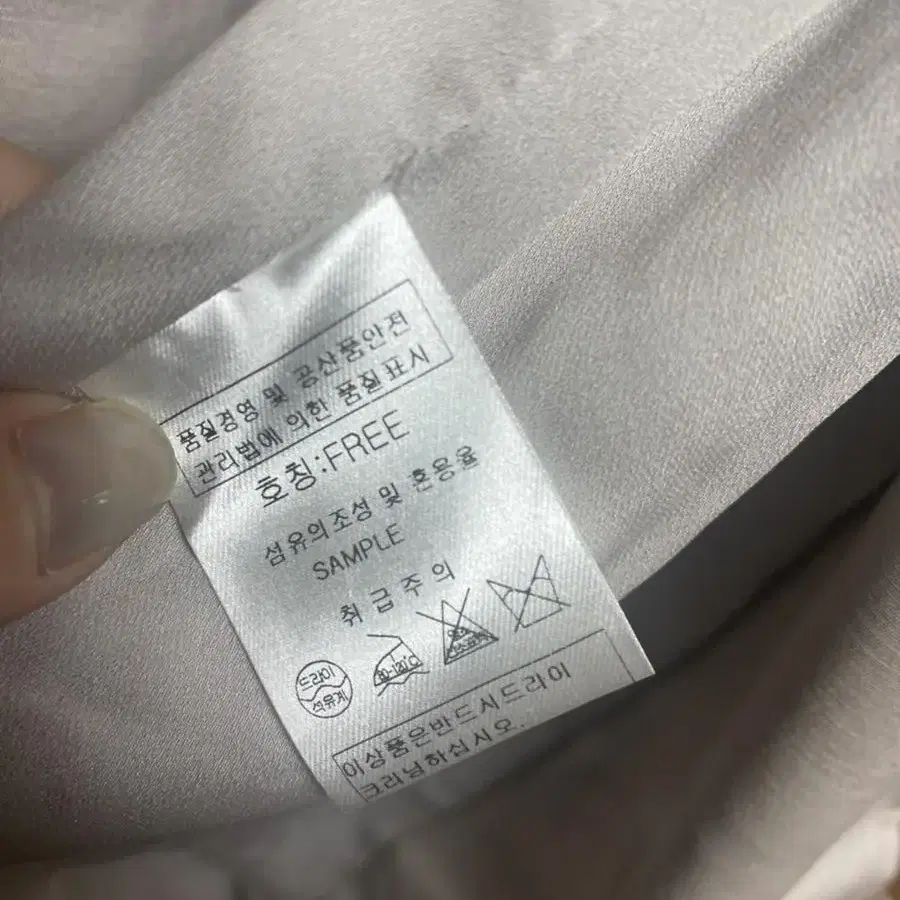 품질경영 및 공산품안전
관리법에 의한 품질표시
호칭:FREE
섬유의조성 및 혼용율
SAMPLE
취급주의
드라이
석유계
80-120℃
이상품은반드시드라이
크리닝하십시오.